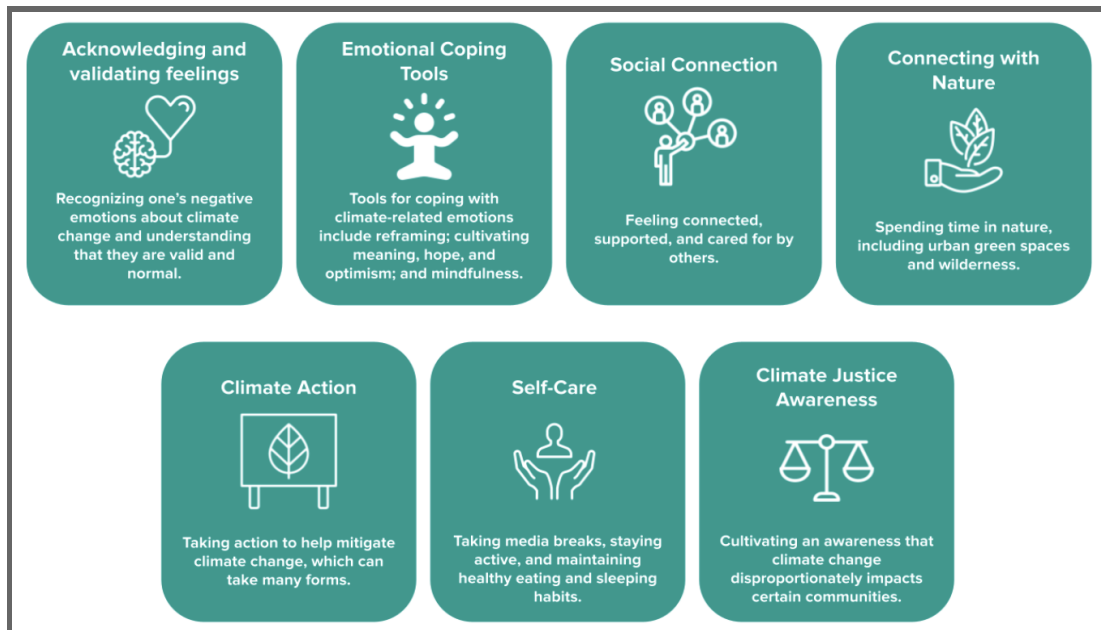 Acknowledging and
validating feelings
Recognizing one's negative
emotions about climate
change and understanding
that they are valid and
normal.
Emotional Coping
Tools
Tools for coping with
climate-related emotions
include reframing; cultivating
meaning, hope, and
optimism; and mindfulness.
Social Connection
Feeling connected,
supported, and cared for by
others.
Connecting with
Nature
Spending time in nature,
including urban green spaces
and wilderness.
Climate Action
Taking action to help mitigate
climate change, which can
take many forms.
Self-Care
Taking media breaks, staying
active, and maintaining
healthy eating and sleeping
habits.
Climate Justice
Awareness
Cultivating an awareness that
climate change
disproportionately impacts
certain communities.